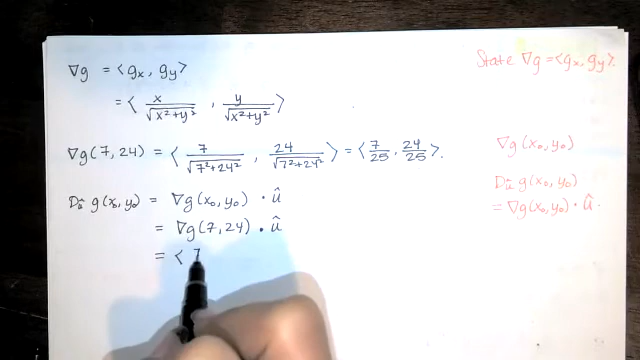 ∇g = <gx, gy>
= < x/√(x²+y²) , y/√(x²+y²) >
∇g(7,24) = < 7/√(7²+24²) , 24/√(7²+24²) > = < 7/25 , 24/25 >.
Dû g(x₀,y₀) = ∇g(x₀,y₀) · û
= ∇g(7,24) · û
= < 7
State ∇g = <gx, gy>.
∇g(x₀,y₀)
Dû g(x₀,y₀)
= ∇g(x₀,y₀) · û.